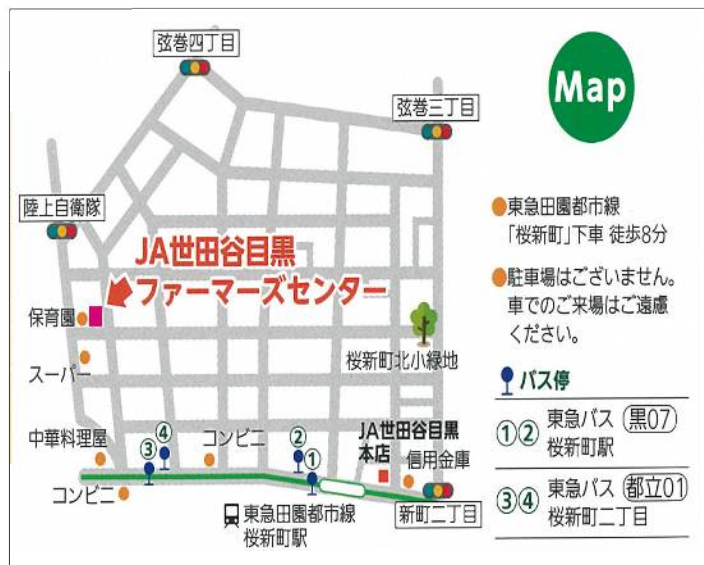 弦巻四丁目
Map
弦巻三丁目
陸上自衛隊
JA世田谷目黒
ファーマーズセンター
保育園
スーパー
桜新町北小緑地
中華料理屋
③
④
コンビニ
②
①
JA世田谷目黒
本店
信用金庫
コンビニ
東急田園都市線
桜新町駅
新町二丁目
東急田園都市線
「桜新町」下車 徒歩8分
駐車場はございません。
車でのご来場はご遠慮
ください。
バス停
①② 東急バス 黒07
桜新町駅
③④ 東急バス 都立01
桜新町二丁目